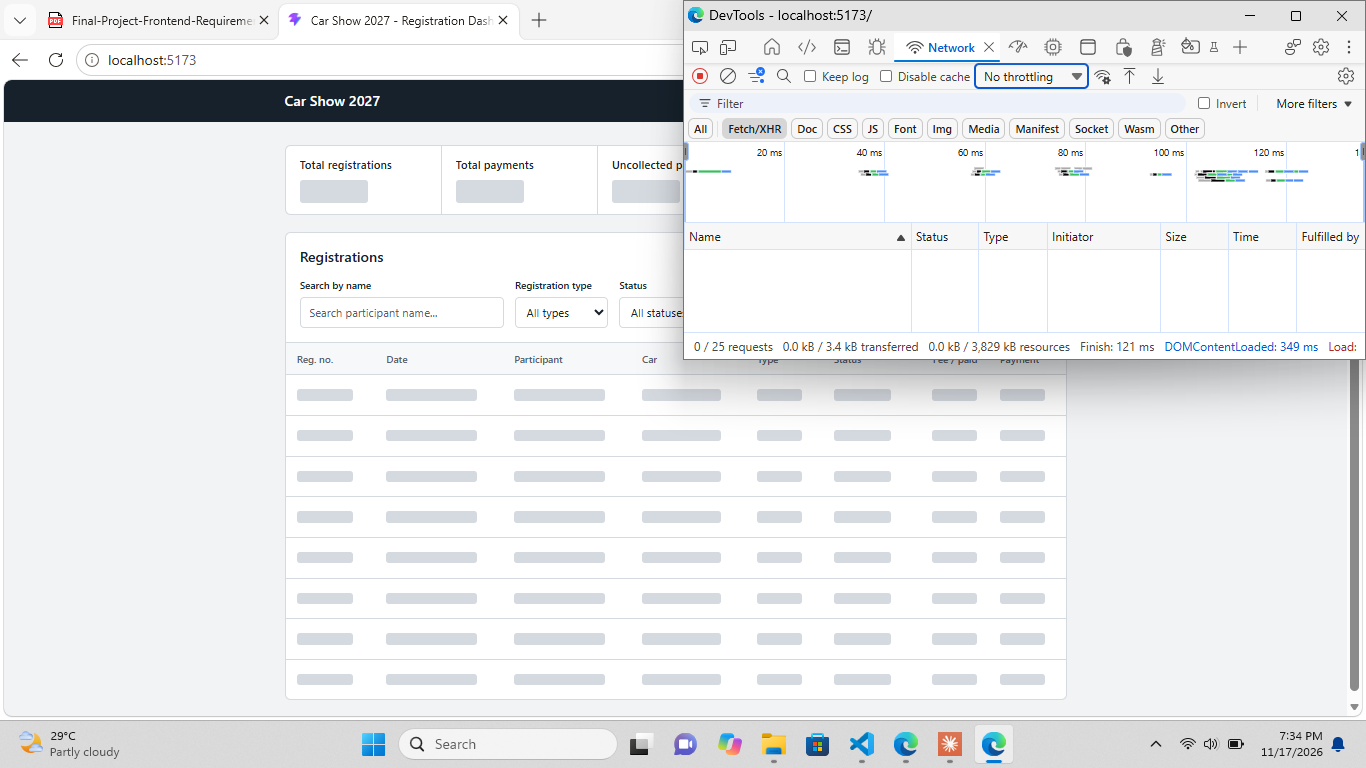 Final-Project-Frontend-Requireme
Car Show 2027 - Registration Dash
localhost:5173
DevTools - localhost:5173/
Network
Keep log
Disable cache
No throttling
Filter
Invert
More filters
All
Fetch/XHR
Doc
CSS
JS
Font
Img
Media
Manifest
Socket
Wasm
Other
20 ms
40 ms
60 ms
80 ms
100 ms
120 ms
1
Name
Status
Type
Initiator
Size
Time
Fulfilled by
0 / 25 requests
0.0 kB / 3.4 kB transferred
0.0 kB / 3,829 kB resources
Finish: 121 ms
DOMContentLoaded: 349 ms
Load:
Car Show 2027
Total registrations
Total payments
Uncollected p
Registrations
Search by name
Registration type
Status
Search participant name...
All types
All statuse
Reg. no.
Date
Participant
Car
Type
Status
Fee / paid
Payment
29°C
Partly cloudy
Search
7:34 PM
11/17/2026